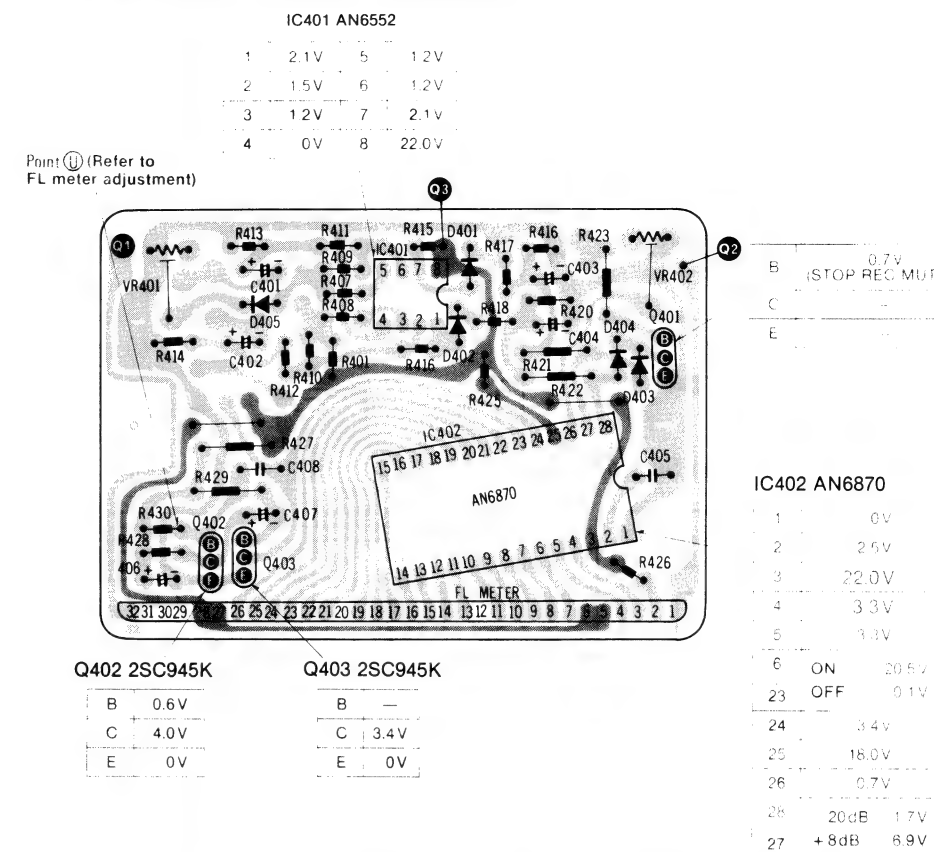 IC401 AN6552
1 2.1V 5 1.2V
2 1.5V 6 1.2V
3 1.2V 7 2.1V
4 0V 8 22.0V
Point Ⓤ (Refer to
FL meter adjustment)
Q3
Q1
Q2
R413
R411
R415
D401
R417
R416
R423
VR401
C401
R409
R407
R408
IC401
5 6 7 8
4 3 2 1
C403
VR402
D405
R418
R420
Q401
R414
C402
R412
R410
R401
R416
D402
C404
D404
R421
R422
D403
R425
B
C
E
B 0.7V
(STOP REC MUT
C –
E
R427
C408
R429
C407
R430
Q402
R428
406
Q403
B
C
E
B
C
E
IC402
15 16 17 18 19 20 21 22 23 24 25 26 27 28
AN6870
14 13 12 11 10 9 8 7 6 5 4 3 2 1
C405
R426
FL METER
32 31 30 29 28 27 26 25 24 23 22 21 20 19 18 17 16 15 14 13 12 11 10 9 8 7 6 5 4 3 2 1
Q402 2SC945K
B 0.6V
C 4.0V
E 0V
Q403 2SC945K
B —
C 3.4V
E 0V
IC402 AN6870
1 0V
2 2.5V
3 22.0V
4 3.3V
5 3.3V
6 ON 20.5V
23 OFF 0.1V
24 3.4V
25 18.0V
26 0.7V
28 20dB 1.7V
27 +8dB 6.9V